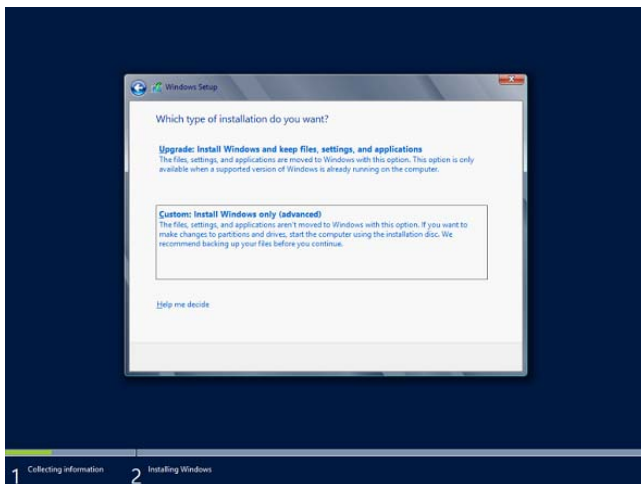 Windows Setup
Which type of installation do you want?
Upgrade: Install Windows and keep files, settings, and applications
The files, settings, and applications are moved to Windows with this option. This option is only
available when a supported version of Windows is already running on the computer.
Custom: Install Windows only (advanced)
The files, settings, and applications aren't moved to Windows with this option. If you want to
make changes to partitions and drives, start the computer using the installation disc. We
recommend backing up your files before you continue.
Help me decide
1 Collecting information 2 Installing Windows